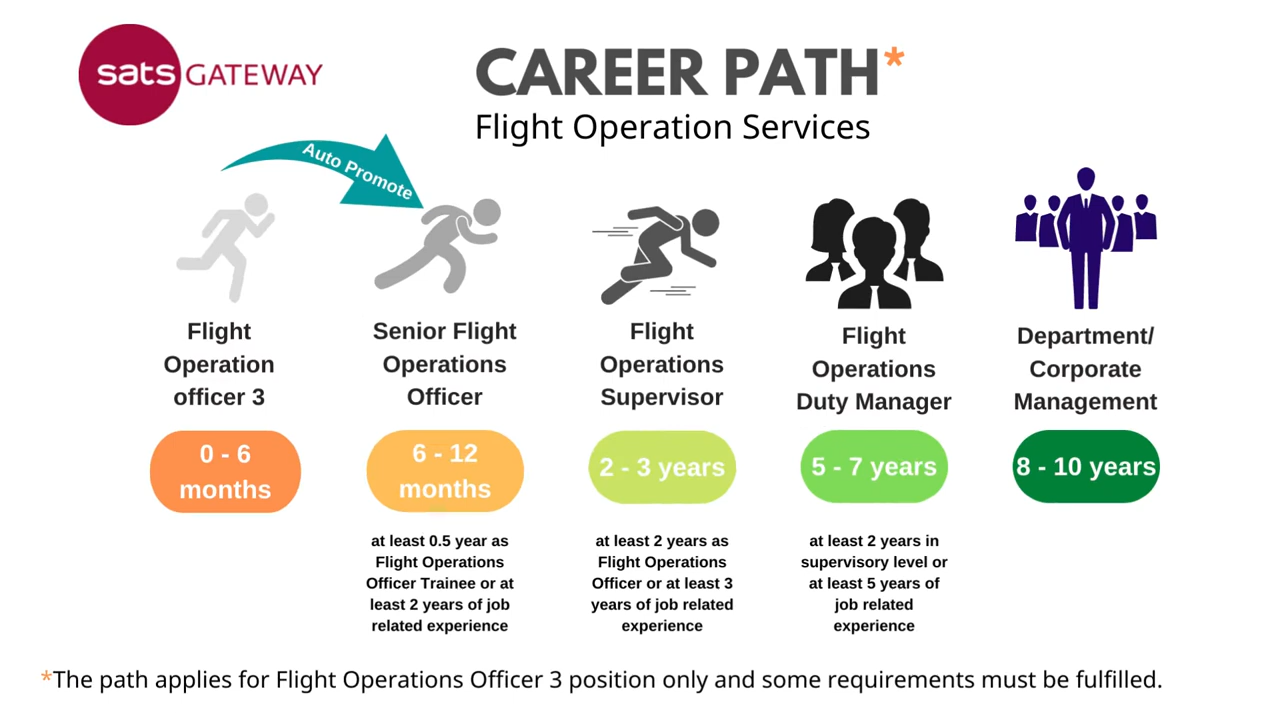 sats GATEWAY
CAREER PATH*
Flight Operation Services
Auto Promote
Flight
Operation
officer 3
0 - 6
months
Senior Flight
Operations
Officer
6 - 12
months
at least 0.5 year as
Flight Operations
Officer Trainee or at
least 2 years of job
related experience
Flight
Operations
Supervisor
2 - 3 years
at least 2 years as
Flight Operations
Officer or at least 3
years of job related
experience
Flight
Operations
Duty Manager
5 - 7 years
at least 2 years in
supervisory level or
at least 5 years of
job related
experience
Department/
Corporate
Management
8 - 10 years
*The path applies for Flight Operations Officer 3 position only and some requirements must be fulfilled.